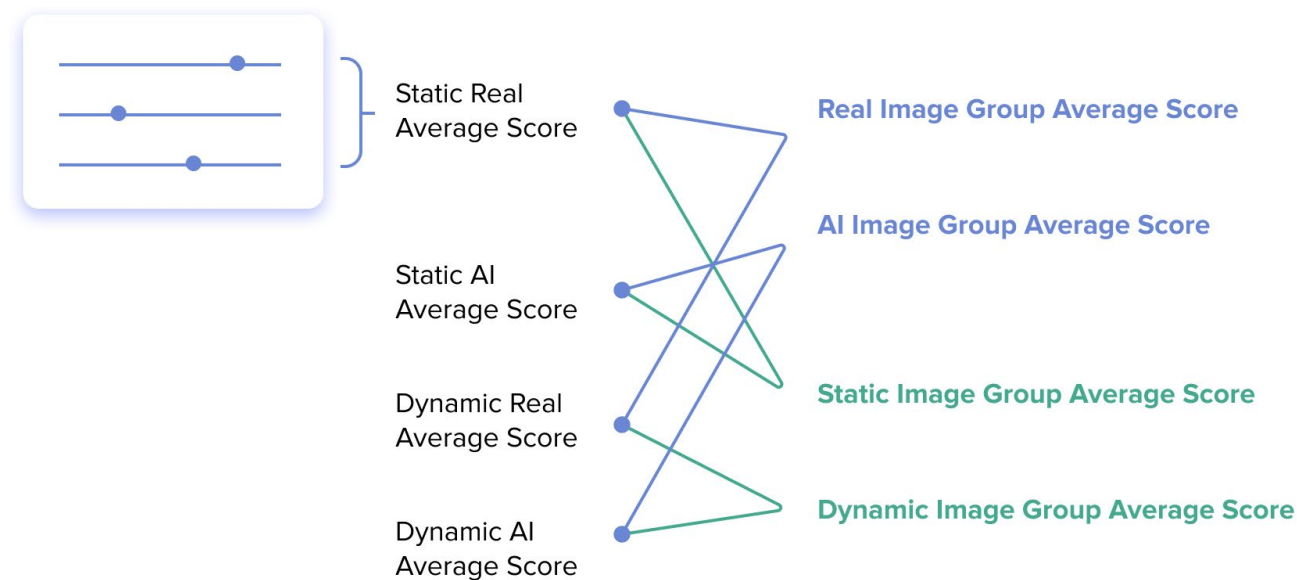 Static Real
Average Score
Real Image Group Average Score
AI Image Group Average Score
Static AI
Average Score
Static Image Group Average Score
Dynamic Real
Average Score
Dynamic Image Group Average Score
Dynamic AI
Average Score